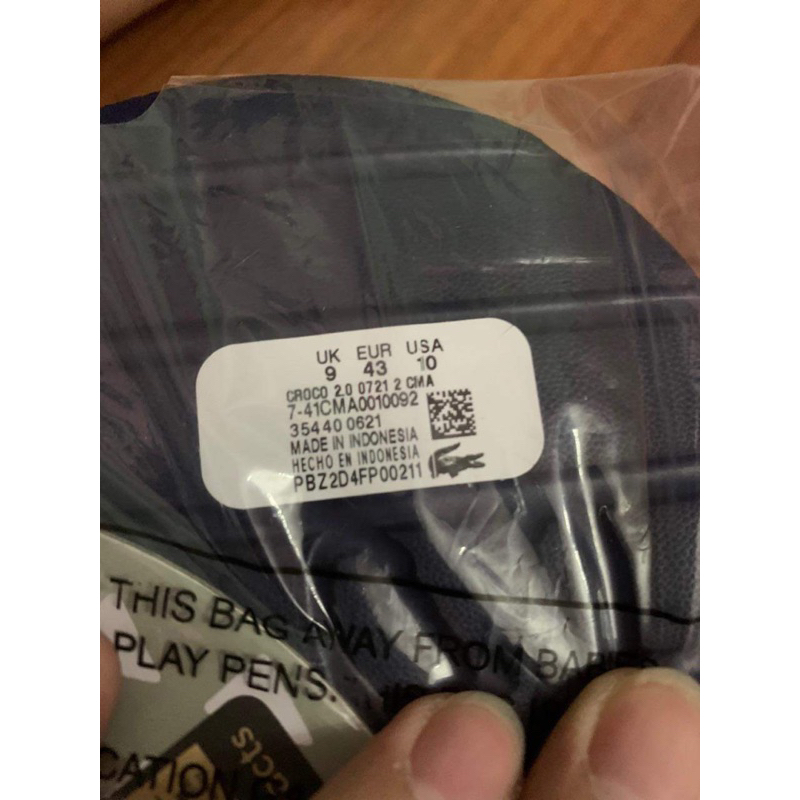 UK EUR USA
9 43 10
CROCO 2.0 0721 2 CMA
7-41CMA0010092
35440 0621
MADE IN INDONESIA
HECHO EN INDONESIA
PBZ2D4FP00211
THIS BAG AWAY FROM
PLAY PENS.